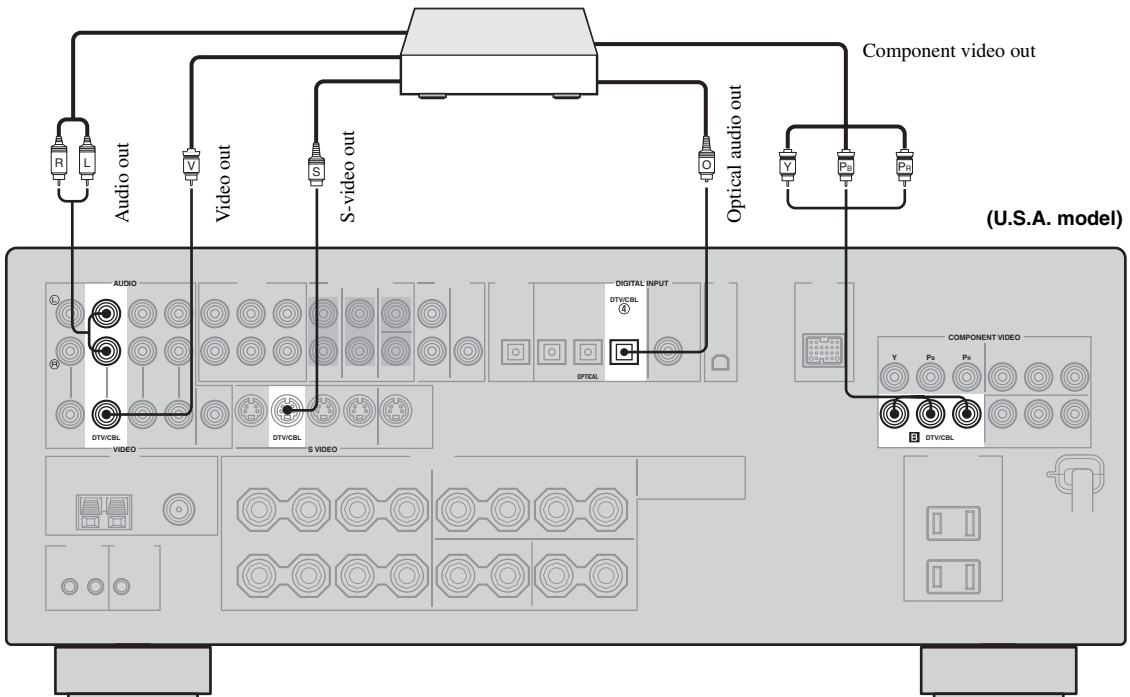 Component video out
R
L
V
S
O
Y
PB
PR
Audio out
Video out
S-video out
Optical audio out
(U.S.A. model)
AUDIO
DIGITAL INPUT
L
DTV/CBL
④
COMPONENT VIDEO
R
Y
PB
PR
OPTICAL
DTV/CBL
DTV/CBL
B DTV/CBL
VIDEO
S VIDEO